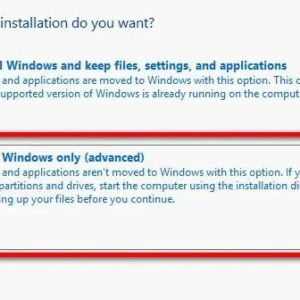 installation do you want?
Windows and keep files, settings, and applications
and applications are moved to Windows with this option. This o
upported version of Windows is already running on the compute
Windows only (advanced)
and applications aren't moved to Windows with this option. If y
partitions and drives, start the computer using the installation di
ing up your files before you continue.